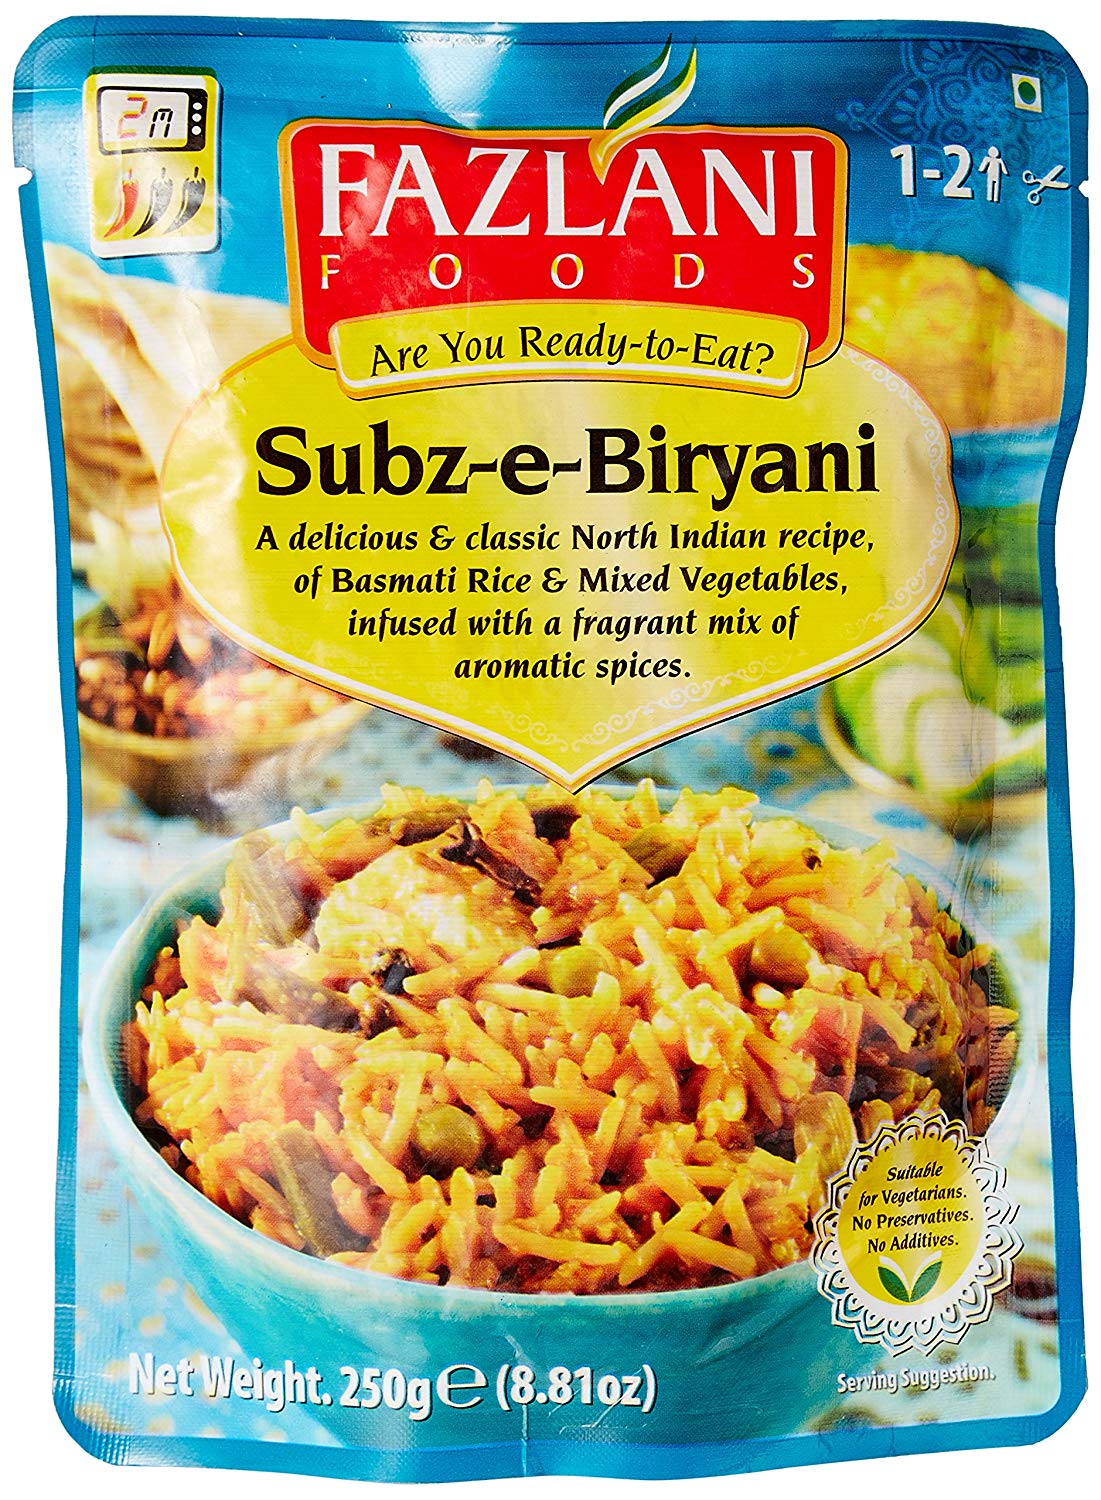 2m
FAZLANI
FOODS
1-2
Are You Ready-to-Eat?
Subz-e-Biryani
A delicious & classic North Indian recipe,
of Basmati Rice & Mixed Vegetables,
infused with a fragrant mix of
aromatic spices.
Suitable
for Vegetarians.
No Preservatives.
No Additives.
Net Weight. 250g℮(8.81oz)
Serving Suggestion.